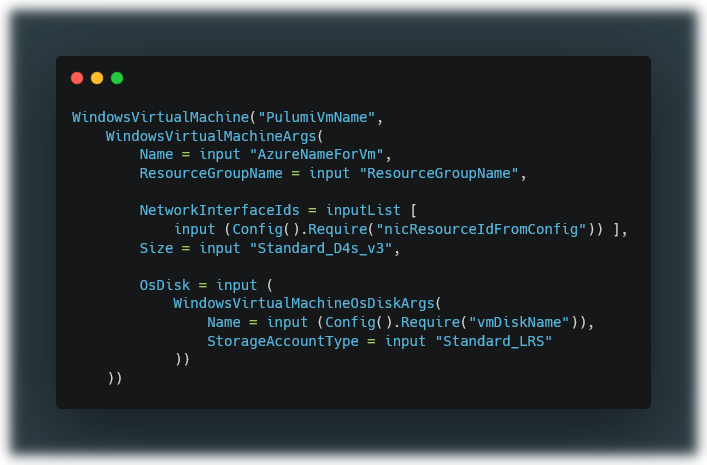 WindowsVirtualMachine("PulumiVmName",
    WindowsVirtualMachineArgs(
        Name = input "AzureNameForVm",
        ResourceGroupName = input "ResourceGroupName",
        NetworkInterfaceIds = inputList [
            input (Config().Require("nicResourceIdFromConfig")) ],
        Size = input "Standard_D4s_v3",
        OsDisk = input (
            WindowsVirtualMachineOsDiskArgs(
                Name = input (Config().Require("vmDiskName")),
                StorageAccountType = input "Standard_LRS"
            ))
    ))